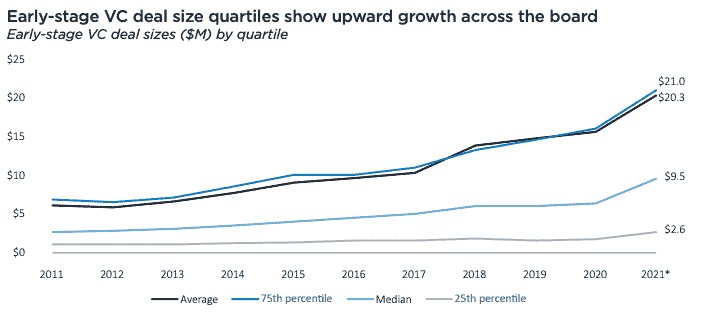 Early-stage VC deal size quartiles show upward growth across the board
Early-stage VC deal sizes ($M) by quartile
$25
$20
$15
$10
$5
$0
$21.0
$20.3
$9.5
$2.6
2011 2012 2013 2014 2015 2016 2017 2018 2019 2020 2021*
Average 75th percentile Median 25th percentile